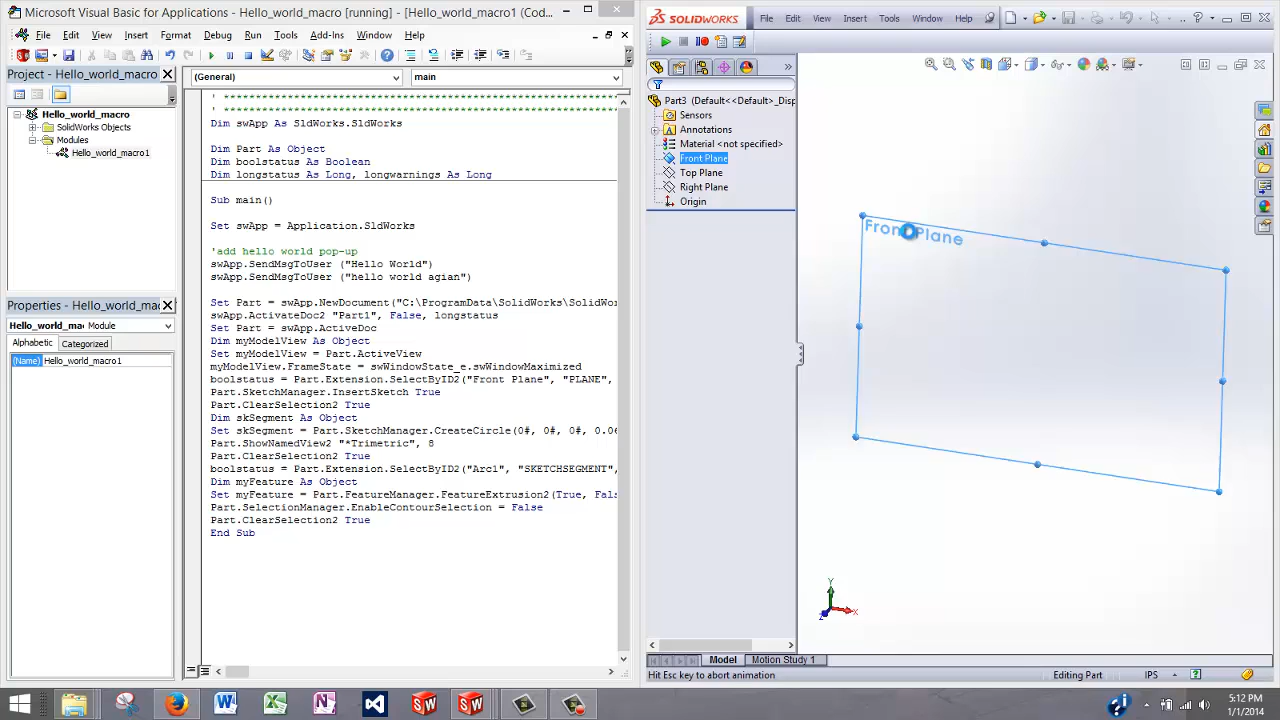 Microsoft Visual Basic for Applications - Hello_world_macro [running] - [Hello_world_macro1 (Cod...
File Edit View Insert Format Debug Run Tools Add-Ins Window Help
Project - Hello_world_macro
Hello_world_macro
SolidWorks Objects
Modules
Hello_world_macro1
Properties - Hello_world_mac
Hello_world_ma Module
Alphabetic Categorized
(Name) Hello_world_macro1
(General) main
' ************************************************************
' ************************************************************
Dim swApp As SldWorks.SldWorks
Dim Part As Object
Dim boolstatus As Boolean
Dim longstatus As Long, longwarnings As Long
Sub main()
Set swApp = Application.SldWorks
'add hello world pop-up
swApp.SendMsgToUser ("Hello World")
swApp.SendMsgToUser ("hello world agian")
Set Part = swApp.NewDocument("C:\ProgramData\SolidWorks\SolidWor
swApp.ActivateDoc2 "Part1", False, longstatus
Set Part = swApp.ActiveDoc
Dim myModelView As Object
Set myModelView = Part.ActiveView
myModelView.FrameState = swWindowState_e.swWindowMaximized
boolstatus = Part.Extension.SelectByID2("Front Plane", "PLANE",
Part.SketchManager.InsertSketch True
Part.ClearSelection2 True
Dim skSegment As Object
Set skSegment = Part.SketchManager.CreateCircle(0#, 0#, 0#, 0.06
Part.ShowNamedView2 "*Trimetric", 8
Part.ClearSelection2 True
boolstatus = Part.Extension.SelectByID2("Arc1", "SKETCHSEGMENT",
Dim myFeature As Object
Set myFeature = Part.FeatureManager.FeatureExtrusion2(True, Fals
Part.SelectionManager.EnableContourSelection = False
Part.ClearSelection2 True
End Sub
SOLIDWORKS File Edit View Insert Tools Window Help
Part3 (Default<<Default>_Disp
Sensors
Annotations
Material <not specified>
Front Plane
Top Plane
Right Plane
Origin
Front Plane
Y
X
Z
Model Motion Study 1
Hit Esc key to abort animation Editing Part IPS
5:12 PM
1/1/2014